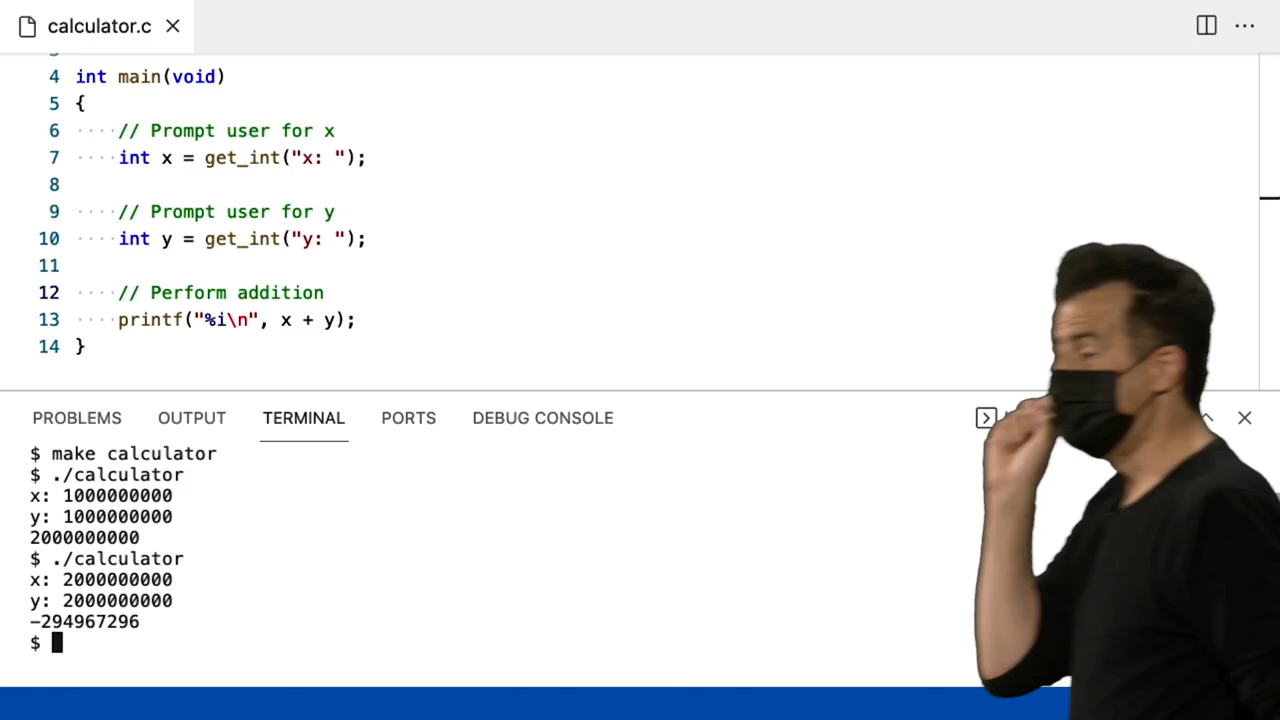 calculator.c
4 int main(void)
5 {
6 ····// Prompt user for x
7 ····int x = get_int("x: ");
8
9 ····// Prompt user for y
10 ····int y = get_int("y: ");
11
12 ····// Perform addition
13 ····printf("%i\n", x + y);
14 }
PROBLEMS OUTPUT TERMINAL PORTS DEBUG CONSOLE
$ make calculator
$ ./calculator
x: 1000000000
y: 1000000000
2000000000
$ ./calculator
x: 2000000000
y: 2000000000
-294967296
$